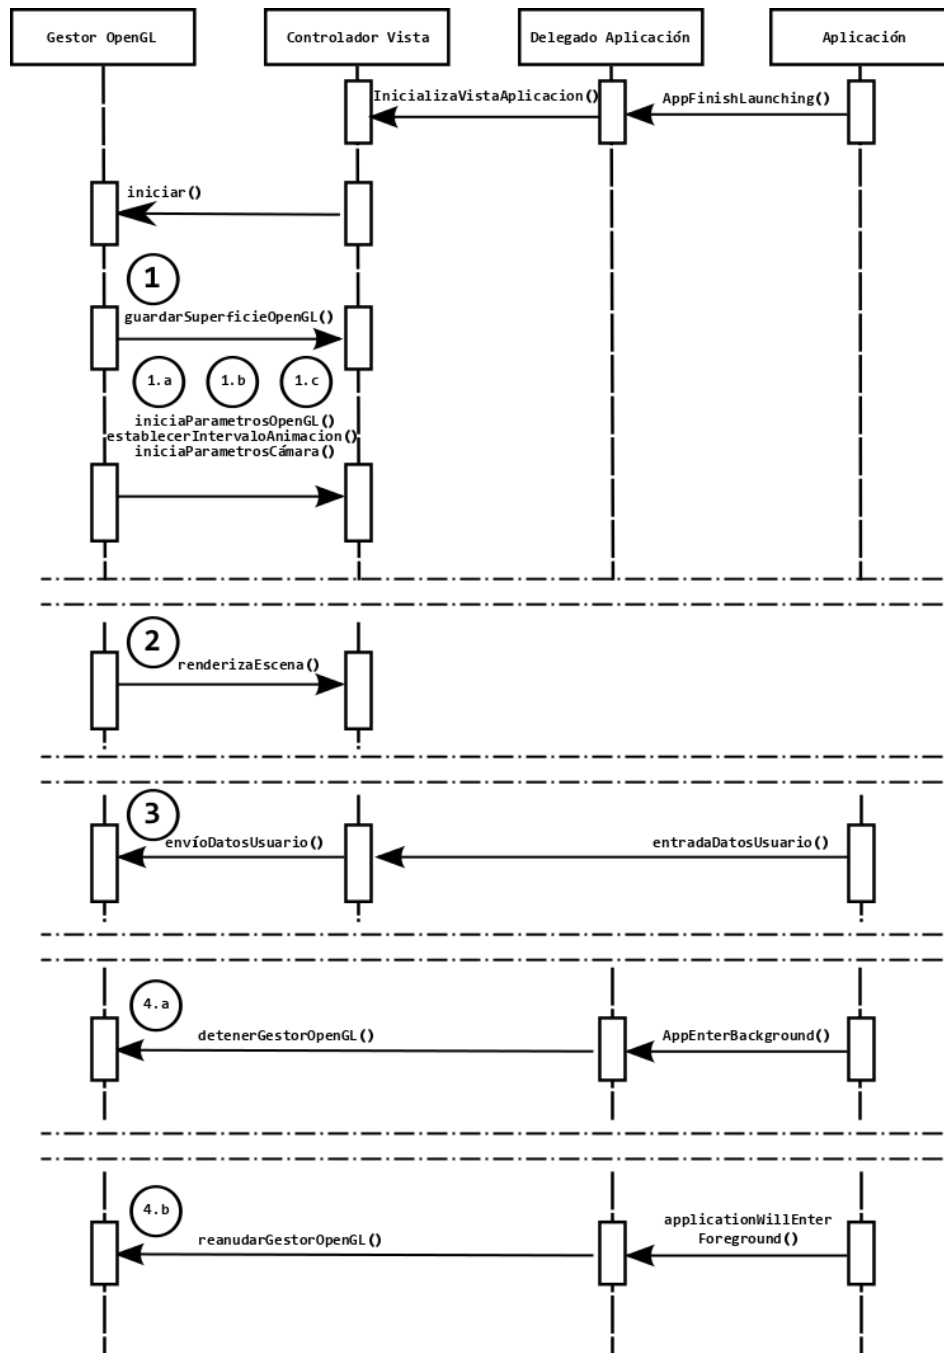 Gestor OpenGL
Controlador Vista
Delegado Aplicación
Aplicación
InicializaVistaAplicacion()
AppFinishLaunching()
iniciar()
1
guardarSuperficieOpenGL()
1.a
1.b
1.c
iniciaParametrosOpenGL()
establecerIntervaloAnimacion()
iniciaParametrosCámara()
2
renderizaEscena()
3
envíoDatosUsuario()
entradaDatosUsuario()
4.a
detenerGestorOpenGL()
AppEnterBackground()
4.b
reanudarGestorOpenGL()
applicationWillEnter
Foreground()